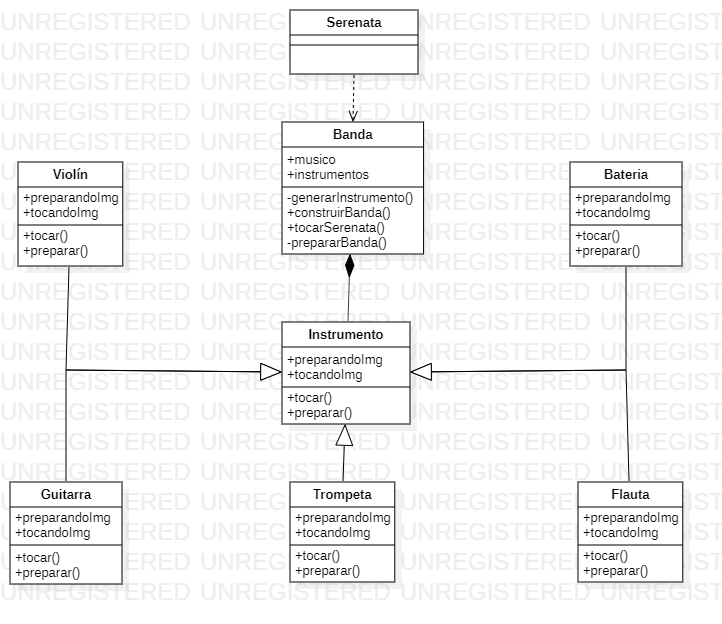 Serenata
Banda
+musico
+instrumentos
-generarInstrumento()
+construirBanda()
+tocarSerenata()
-prepararBanda()
Violín
+preparandoImg
+tocandoImg
+tocar()
+preparar()
Bateria
+preparandoImg
+tocandoImg
+tocar()
+preparar()
Instrumento
+preparandoImg
+tocandoImg
+tocar()
+preparar()
Guitarra
+preparandoImg
+tocandoImg
+tocar()
+preparar()
Trompeta
+preparandoImg
+tocandoImg
+tocar()
+preparar()
Flauta
+preparandoImg
+tocandoImg
+tocar()
+preparar()
UNREGISTERED